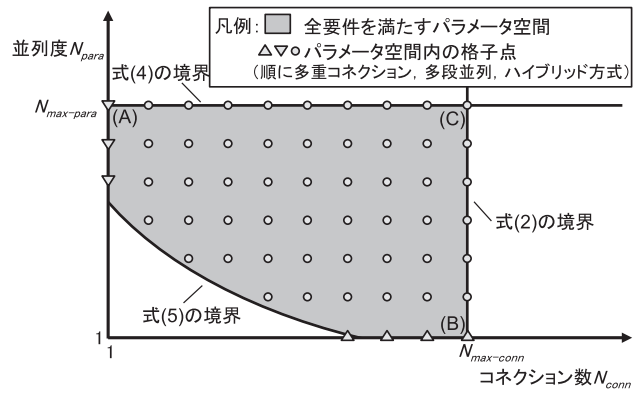 凡例: 全要件を満たすパラメータ空間
△▽○パラメータ空間内の格子点
(順に多重コネクション, 多段並列, ハイブリッド方式)
並列度Npara
式(4)の境界
Nmax-para
(A)
(C)
式(2)の境界
式(5)の境界
(B)
1
1
Nmax-conn
コネクション数Nconn